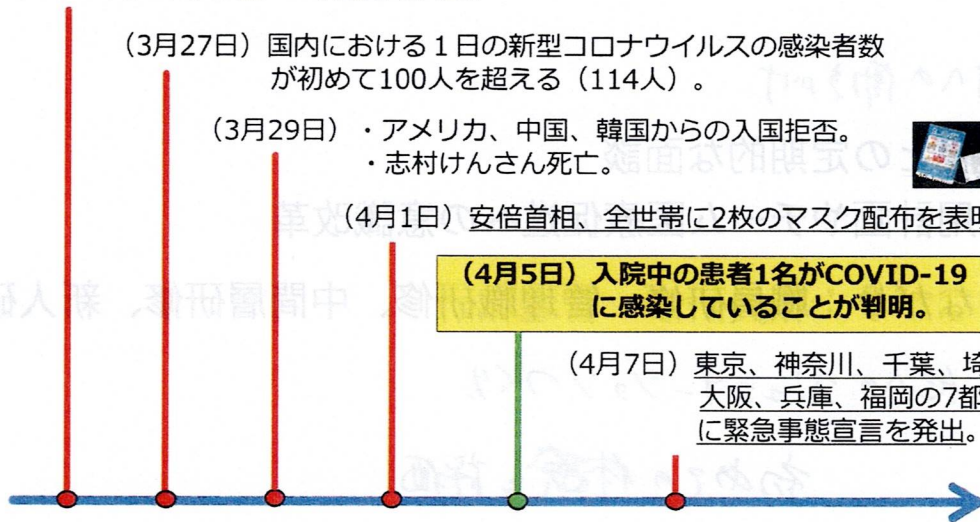 （3月27日）国内における１日の新型コロナウイルスの感染者数
が初めて100人を超える（114人）。
（3月29日）・アメリカ、中国、韓国からの入国拒否。
・志村けんさん死亡。
（4月1日）安倍首相、全世帯に2枚のマスク配布を表明
（4月5日）入院中の患者1名がCOVID-19
に感染していることが判明。
（4月7日）東京、神奈川、千葉、埼
大阪、兵庫、福岡の7都
に緊急事態宣言を発出。